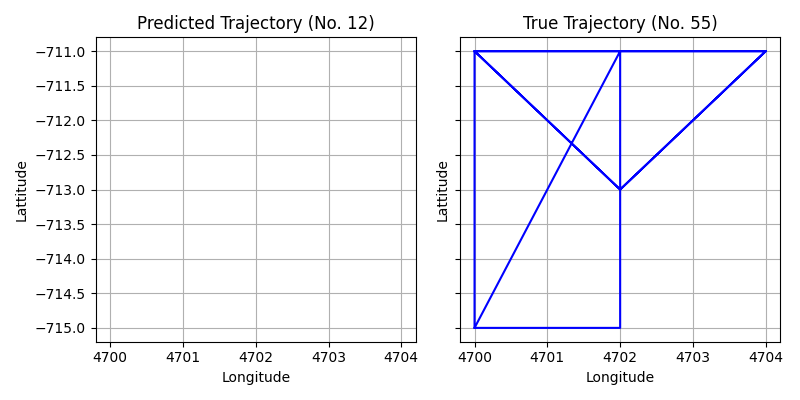 Predicted Trajectory (No. 12)
True Trajectory (No. 55)
−711.0
−711.5
−712.0
−712.5
−713.0
−713.5
−714.0
−714.5
−715.0
Lattitude
Lattitude
4700 4701 4702 4703 4704
4700 4701 4702 4703 4704
Longitude
Longitude